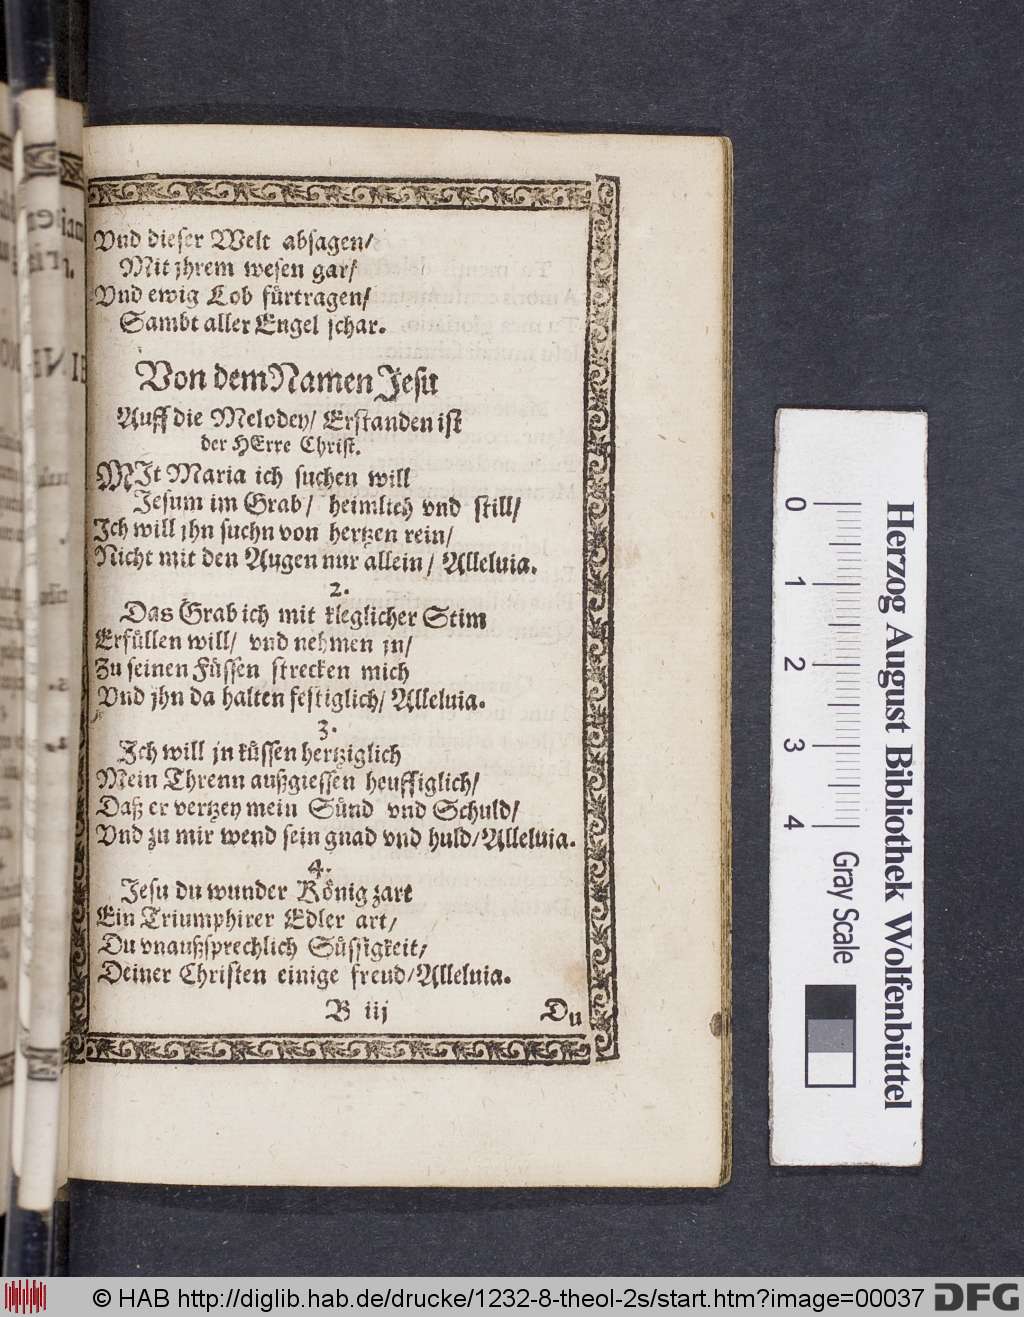 Vnd dieser Welt absagen/
Mit jhrem wesen gar/
Vnd ewig Lob fürtragen/
Sambt aller Engel schar.
Von dem Namen Jesu
Auff die Melodey/ Erstanden ist
der HErre Christ.
MIt Maria ich suchen will
Jesum im Grab/ heimlich vnd still/
Ich will jhn suchn von hertzen rein/
Nicht mit den Augen nur allein/ Alleluia.
2.
Das Grab ich mit kleglicher Stim
Erfüllen will/ vnd nehmen jn/
Zu seinen Füssen strecken mich
Vnd jhn da halten festiglich/ Alleluia.
3.
Ich will jn küssen hertziglich
Mein Threnn außgiessen heuffiglich/
Daß er vertzey mein Sünd vnd Schuld/
Vnd zu mir wend sein gnad vnd huld/ Alleluia.
4.
Jesu du wunder König zart
Ein Triumphirer Edler art/
Du vnaußsprechlich Süssigkeit/
Deiner Christen einige freud/ Alleluia.
B iij
Du
0 1 2 3 4
Gray Scale
Herzog August Bibliothek Wolfenbüttel
© HAB http://diglib.hab.de/drucke/1232-8-theol-2s/start.htm?image=00037
DFG